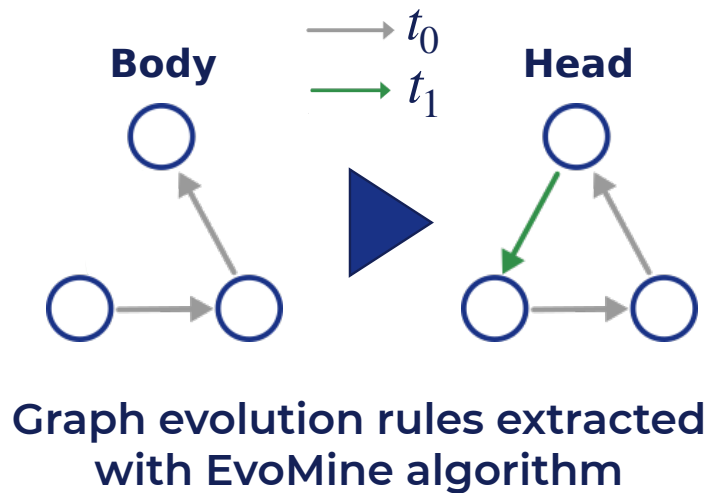 t0
Body
Head
t1
Graph evolution rules extracted
with EvoMine algorithm